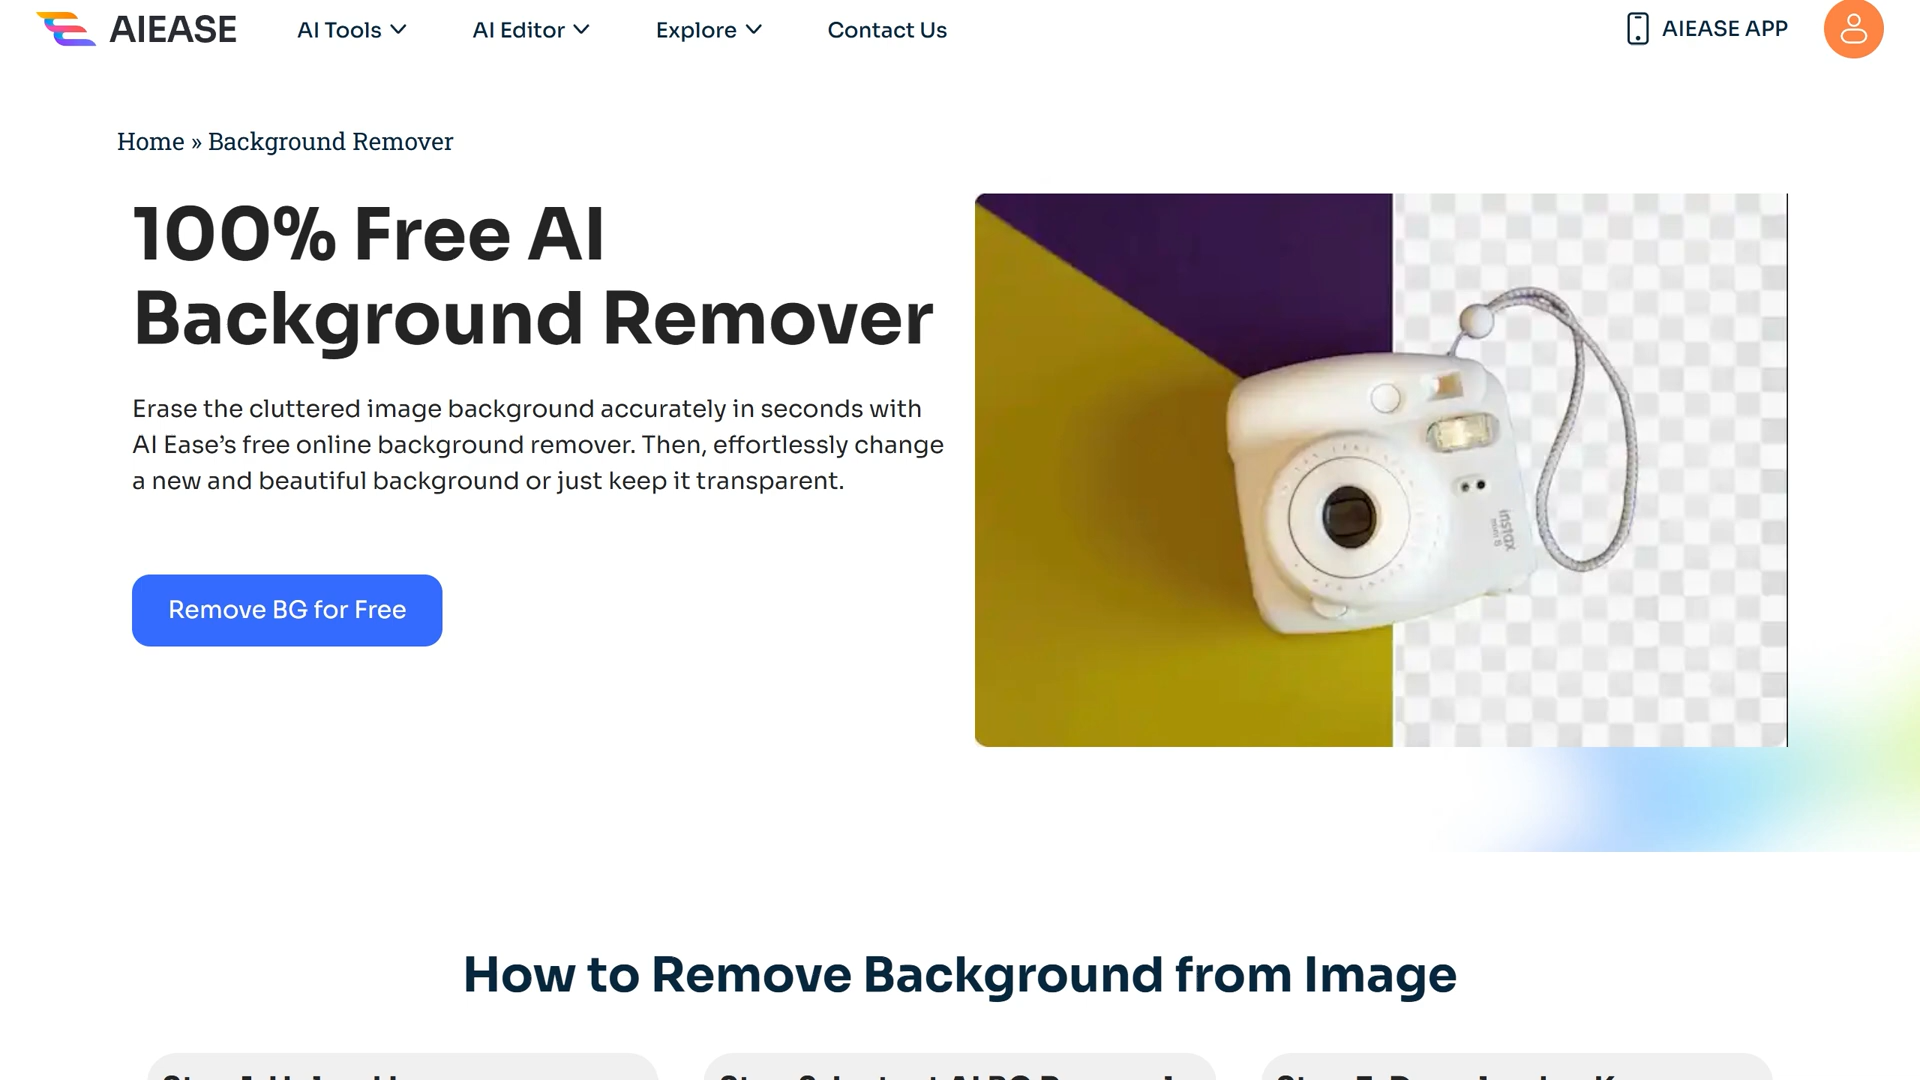 AIEASE
AI Tools
AI Editor
Explore
Contact Us
AIEASE APP
Home » Background Remover
100% Free AI
Background Remover
Erase the cluttered image background accurately in seconds with
AI Ease’s free online background remover. Then, effortlessly change
a new and beautiful background or just keep it transparent.
Remove BG for Free
instax
mini 8
How to Remove Background from Image